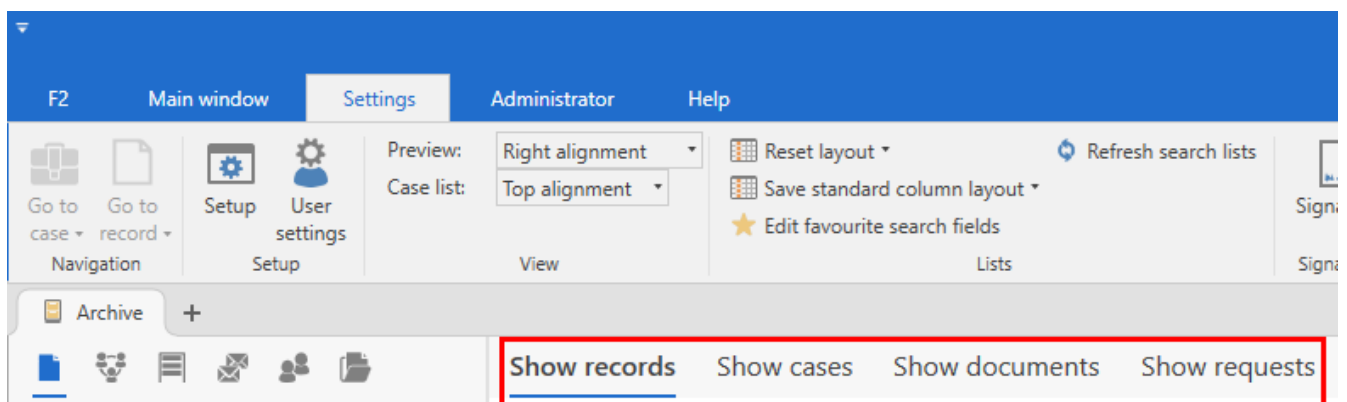 F2 Main window Settings Administrator Help
Go to case Go to record
Navigation
Setup User settings
Setup
Preview: Right alignment
Case list: Top alignment
View
Reset layout Refresh search lists
Save standard column layout
Edit favourite search fields
Lists
Archive +
Show records Show cases Show documents Show requests